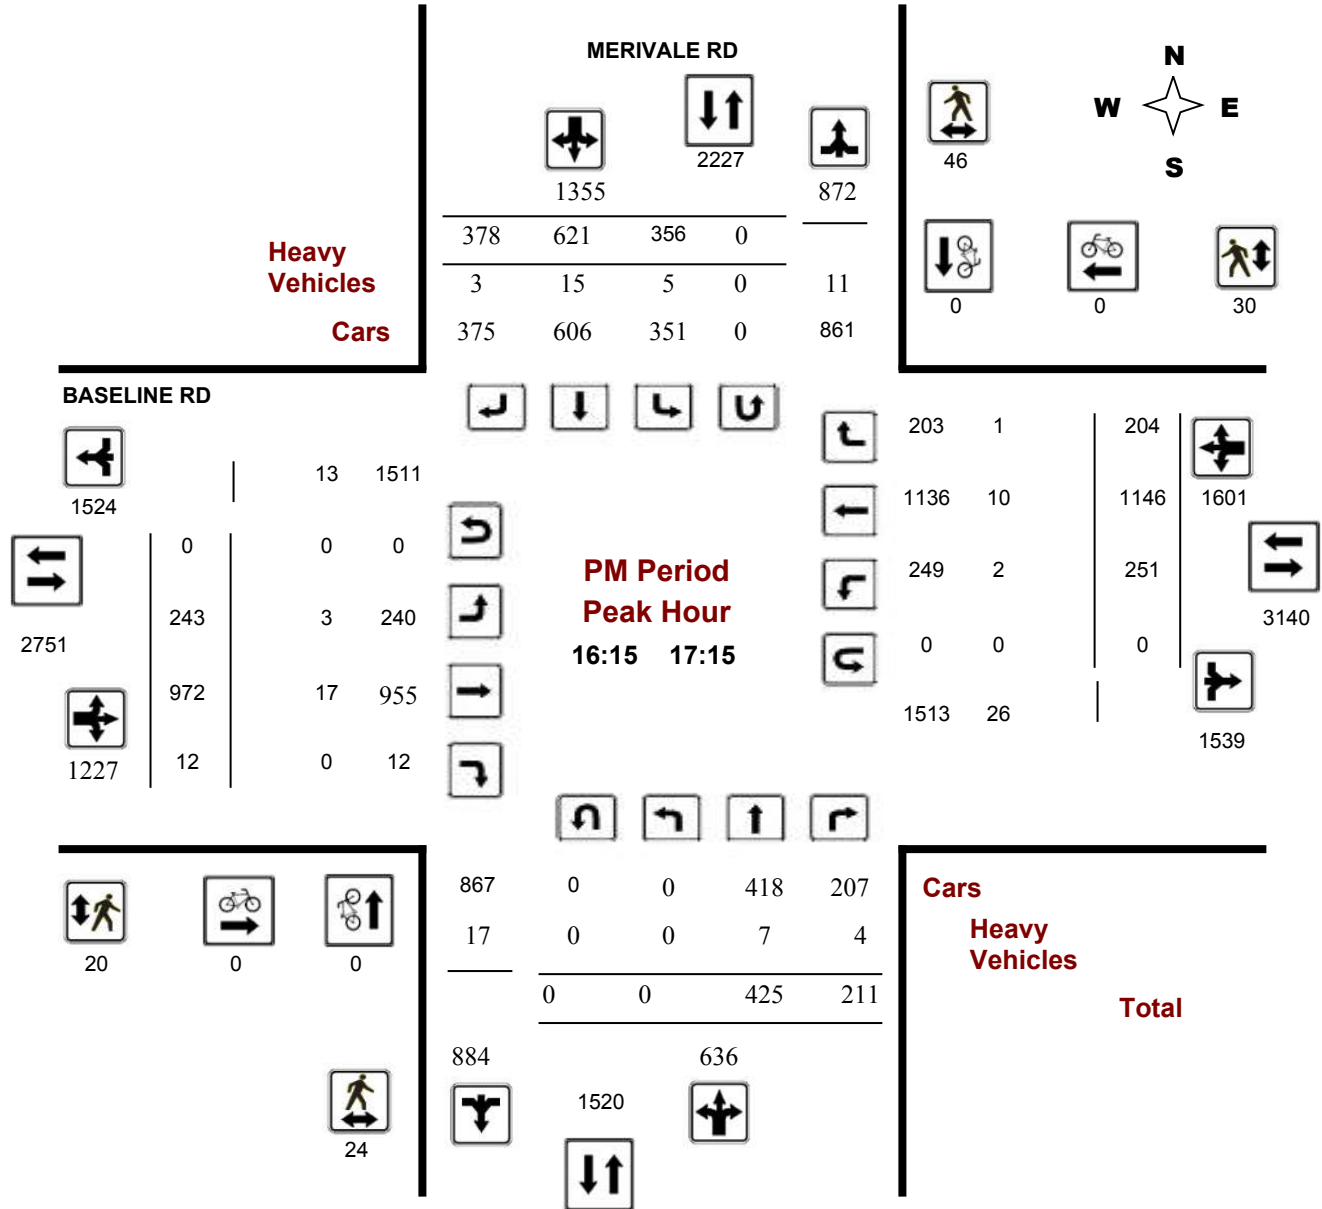 MERIVALE RD
N
W E
S
2227
46
1355 872
378 621 356 0
Heavy
Vehicles
3 15 5 0 11
0 0 30
Cars
375 606 351 0 861
BASELINE RD
203 1 204
13 1511
1524
1136 10 1146 1601
0 0 0
PM Period
249 2 251
Peak Hour
243 3 240
3140
2751
16:15 17:15
0 0 0
972 17 955
1513 26
1539
1227 12 0 12
867 0 0 418 207
Cars
17 0 0 7 4
Heavy
Vehicles
20 0 0
0 0 425 211
Total
884 636
1520
24